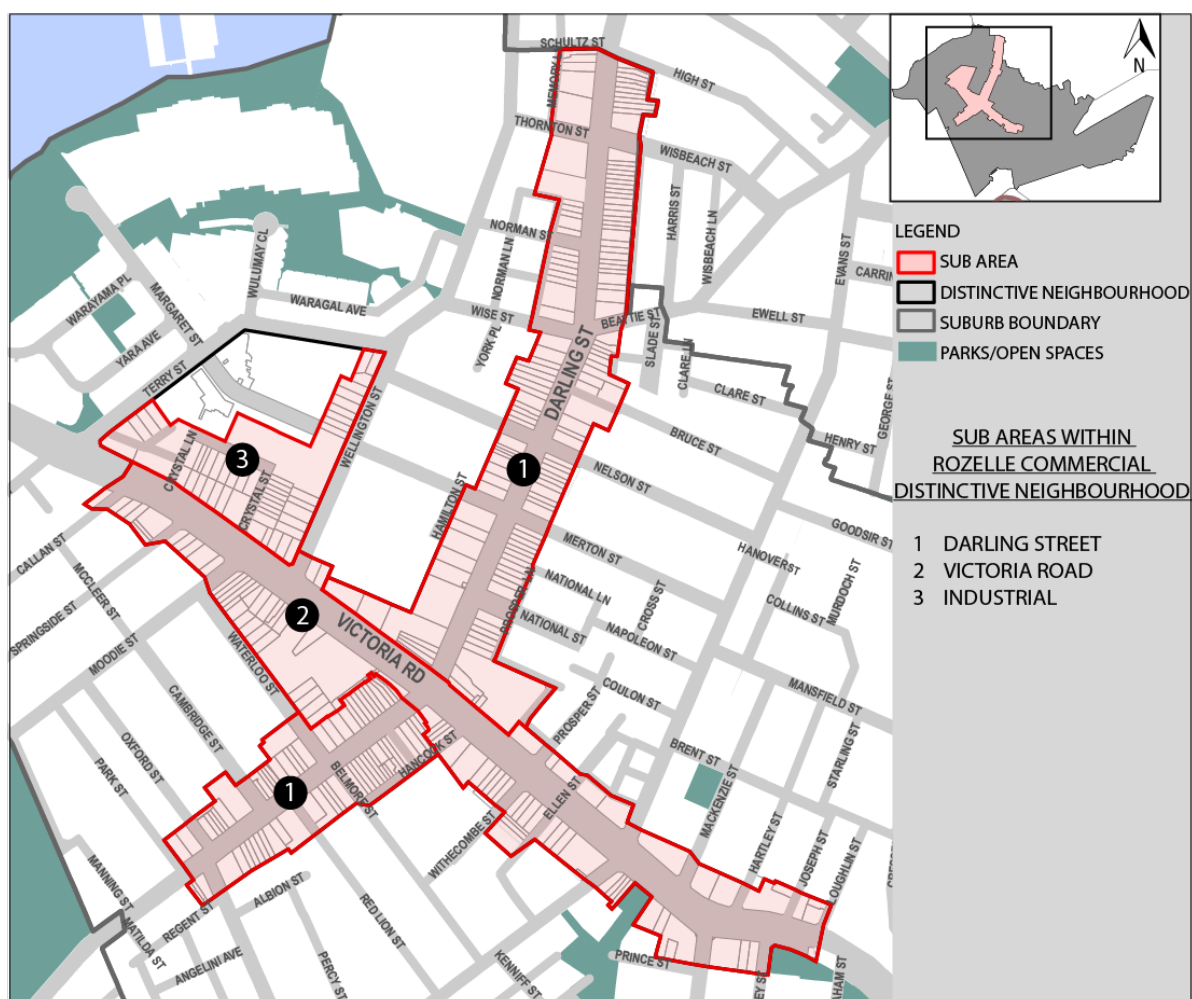 SCHULTZ ST
HIGH ST
MEMORY L
THORNTON ST
WISBEACH ST
HARRIS ST
WISBEACH LN
NORMAN ST
NORMAN LN
EVANS ST
CARRIN
WULUMAY CL
WARAYAMA PL
MARGARET ST
WARAGAL AVE
YARA AVE
TERRY ST
WISE ST
YORK PL
BEATTIE ST
SLADE ST
CLARE LN
EWELL ST
DARLING ST
CLARE ST
GEORGE ST
HENRY ST
BRUCE ST
WELLINGTON ST
CRYSTAL LN
3
CRYSTAL ST
1
HAMILTON ST
NELSON ST
GOODSIR ST
MERTON ST
HANOVER ST
MURDOCH ST
COLLINS ST
CALLAN ST
MCCLEER ST
SPRINGSIDE ST
MOODIE ST
2
VICTORIA RD
WATERLOO ST
PROSPER LN
NATIONAL LN
NATIONAL ST
CROSS ST
NAPOLEON ST
COULON ST
PROSPER ST
MANSFIELD ST
STARLING ST
BRENT ST
MACKENZIE ST
HARTLEY ST
JOSEPH ST
LOUGHLIN ST
CAMBRIDGE ST
OXFORD ST
PARK ST
1
BELMORE ST
HANCOCK ST
ELLEN ST
WITHECOMBE ST
MANNING ST
MATILDA ST
REGENT ST
ALBION ST
ANGELINI AVE
PERCY ST
RED LION ST
KENNIFF ST
PRINCE ST
EY ST
HAM ST
N
LEGEND
SUB AREA
DISTINCTIVE NEIGHBOURHOOD
SUBURB BOUNDARY
PARKS/OPEN SPACES
SUB AREAS WITHIN
ROZELLE COMMERCIAL
DISTINCTIVE NEIGHBOURHOOD
1 DARLING STREET
2 VICTORIA ROAD
3 INDUSTRIAL